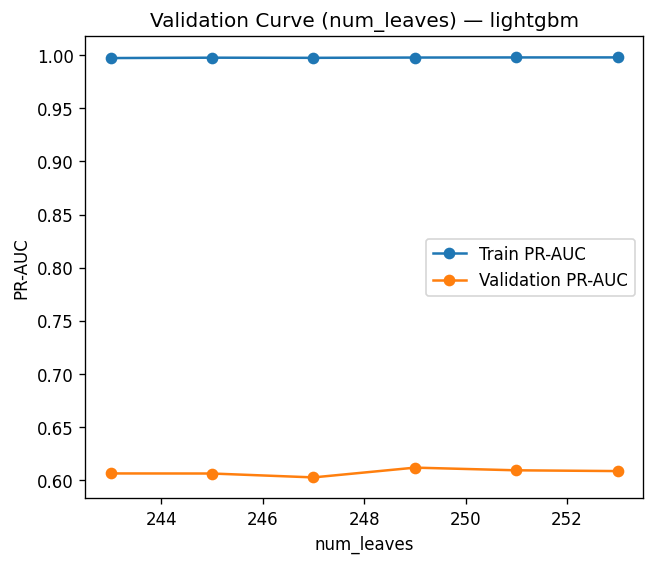 Validation Curve (num_leaves) — lightgbm
1.00
0.95
0.90
0.85
0.80
0.75
0.70
0.65
0.60
PR-AUC
Train PR-AUC
Validation PR-AUC
244
246
248
250
252
num_leaves